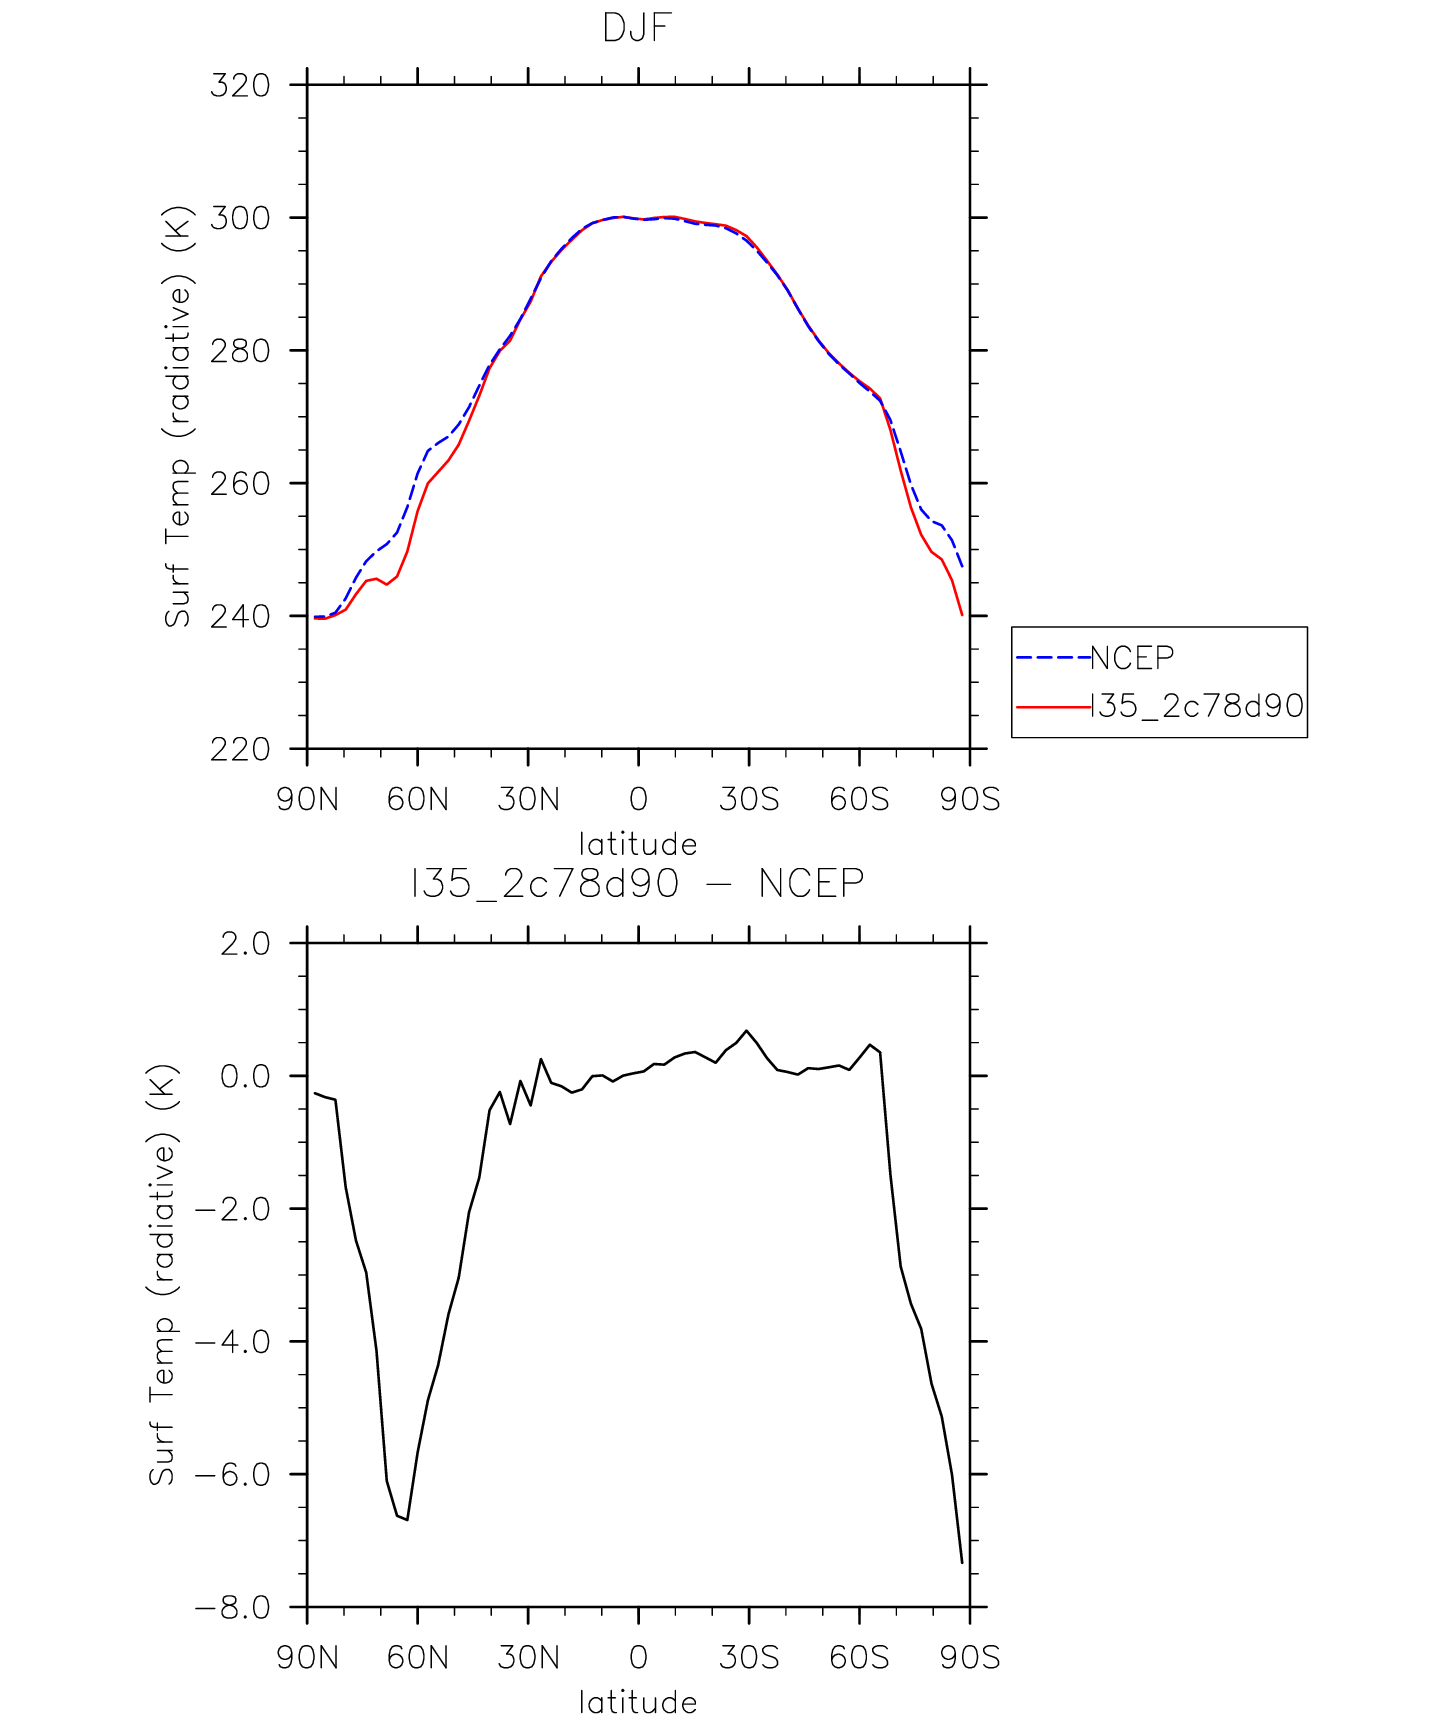 DJF
320
300
280
260
240
220
Surf Temp (radiative) (K)
90N 60N 30N 0 30S 60S 90S
latitude
NCEP
I35_2c78d90
I35_2c78d90 − NCEP
2.0
0.0
−2.0
−4.0
−6.0
−8.0
Surf Temp (radiative) (K)
90N 60N 30N 0 30S 60S 90S
latitude